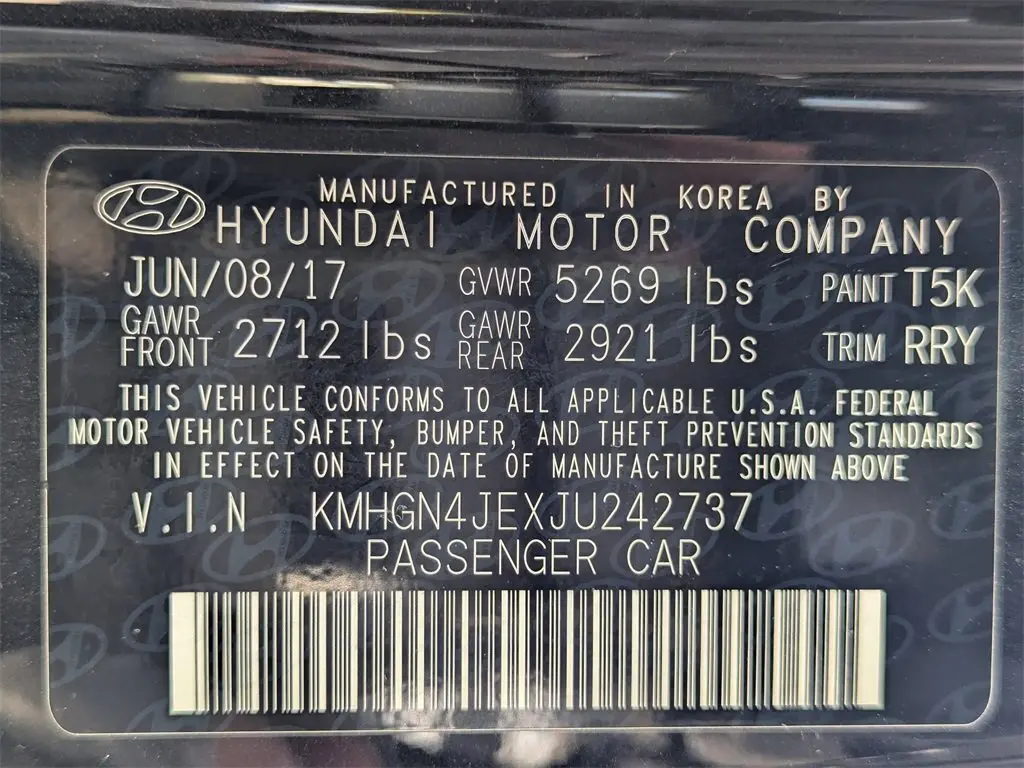 MANUFACTURED IN KOREA BY
HYUNDAI MOTOR COMPANY
JUN/08/17 GVWR 5269 lbs PAINT T5K
GAWR FRONT 2712 lbs GAWR REAR 2921 lbs TRIM RRY
THIS VEHICLE CONFORMS TO ALL APPLICABLE U.S.A. FEDERAL
MOTOR VEHICLE SAFETY, BUMPER, AND THEFT PREVENTION STANDARDS
IN EFFECT ON THE DATE OF MANUFACTURE SHOWN ABOVE
V.I.N KMHGN4JEXJU242737
PASSENGER CAR